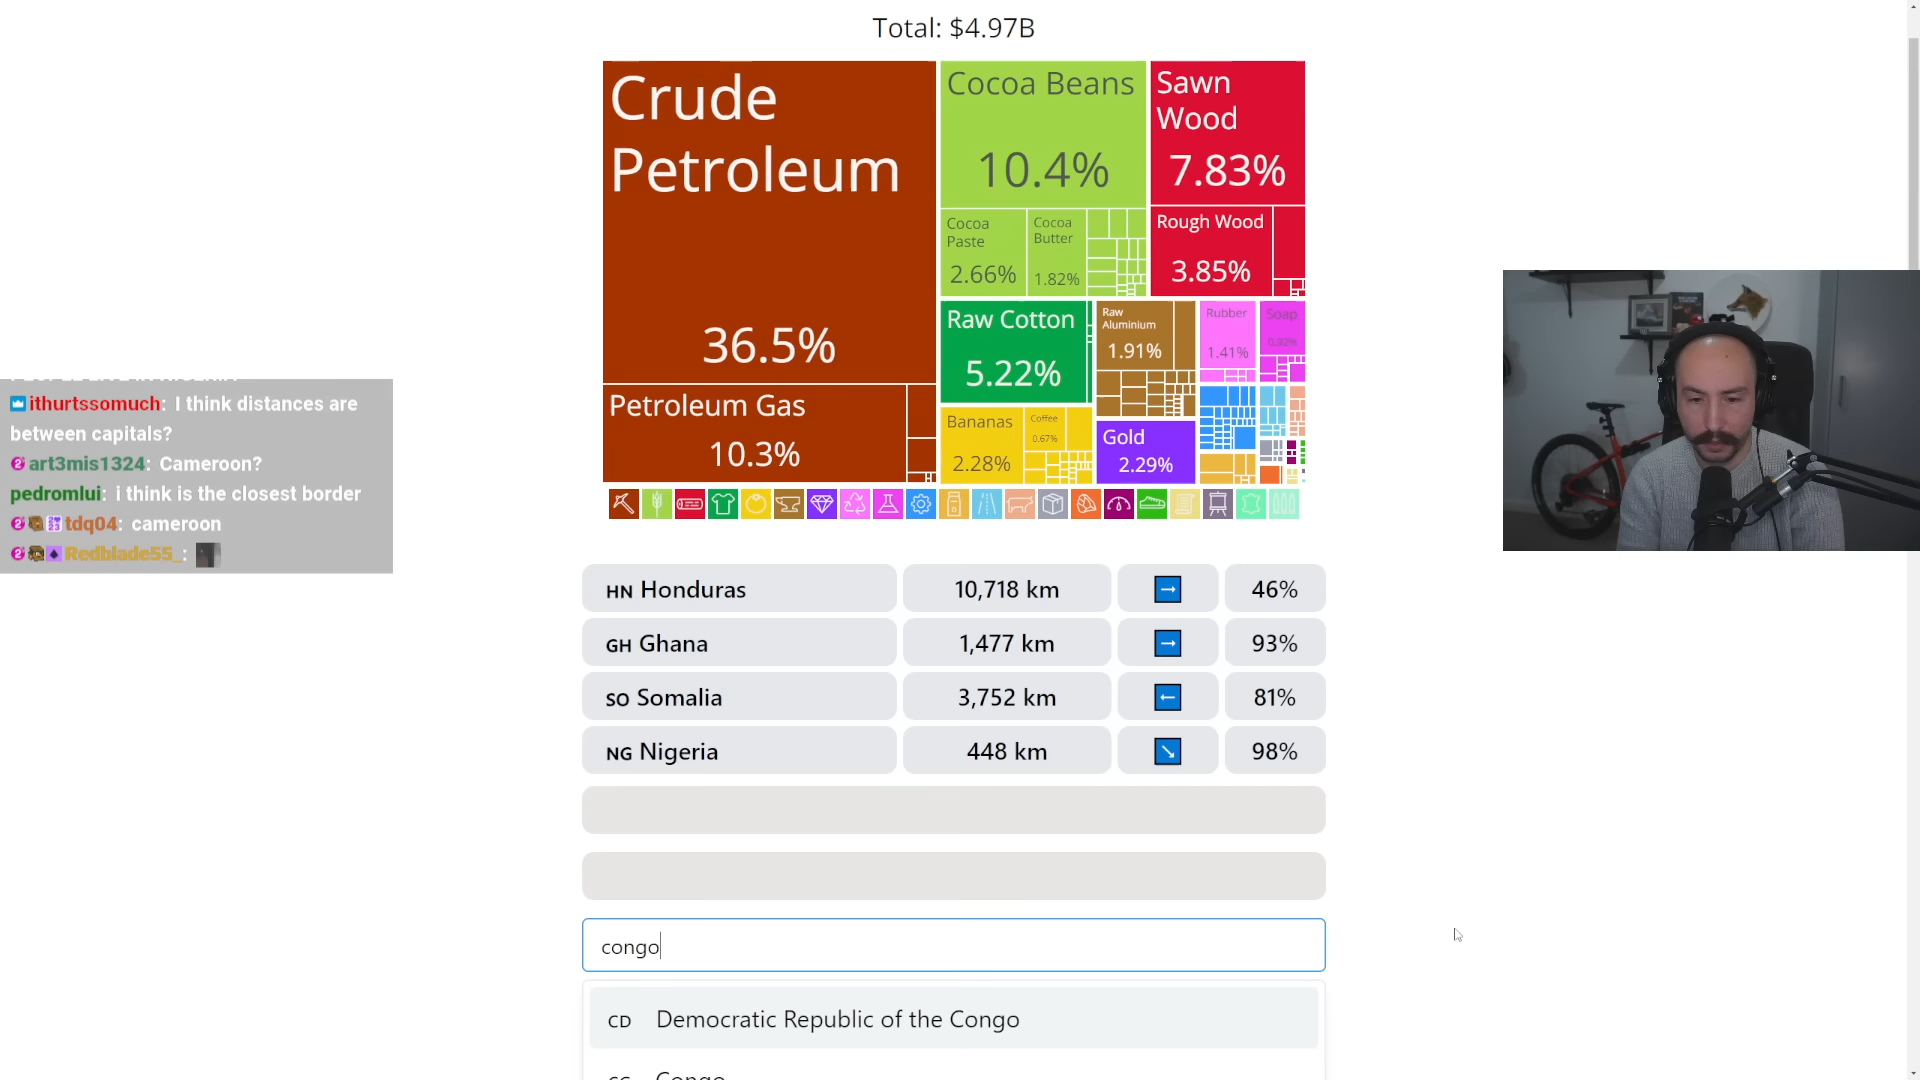 Total: $4.97B
Crude
Petroleum
36.5%
Petroleum Gas
10.3%
Cocoa Beans
10.4%
Cocoa
Paste
2.66%
Cocoa
Butter
1.82%
Sawn
Wood
7.83%
Rough Wood
3.85%
Raw Cotton
5.22%
Bananas
2.28%
Coffee
0.67%
Raw
Aluminium
1.91%
Gold
2.29%
Rubber
1.41%
Soap
ithurtssomuch: I think distances are
between capitals?
art3mis1324: Cameroon?
pedromlui: i think is the closest border
tdq04: cameroon
Redblade55_:
HN Honduras 10,718 km → 46%
GH Ghana 1,477 km → 93%
SO Somalia 3,752 km ← 81%
NG Nigeria 448 km ↘ 98%
congo
CD Democratic Republic of the Congo
CG Congo